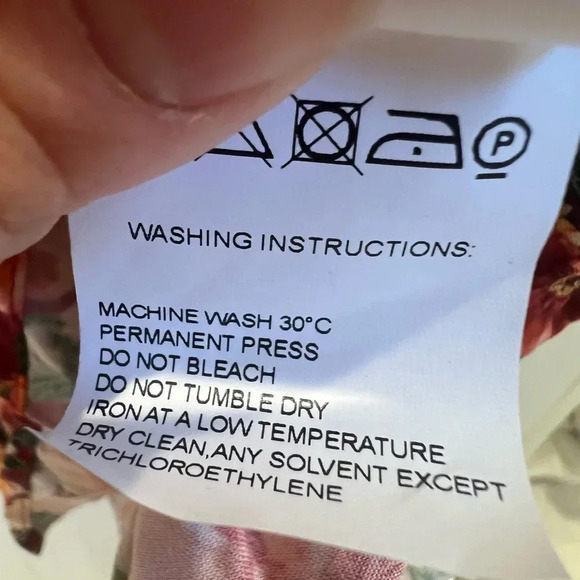 P
WASHING INSTRUCTIONS:
MACHINE WASH 30°C
PERMANENT PRESS
DO NOT BLEACH
DO NOT TUMBLE DRY
IRON AT A LOW TEMPERATURE
DRY CLEAN,ANY SOLVENT EXCEPT
TRICHLOROETHYLENE